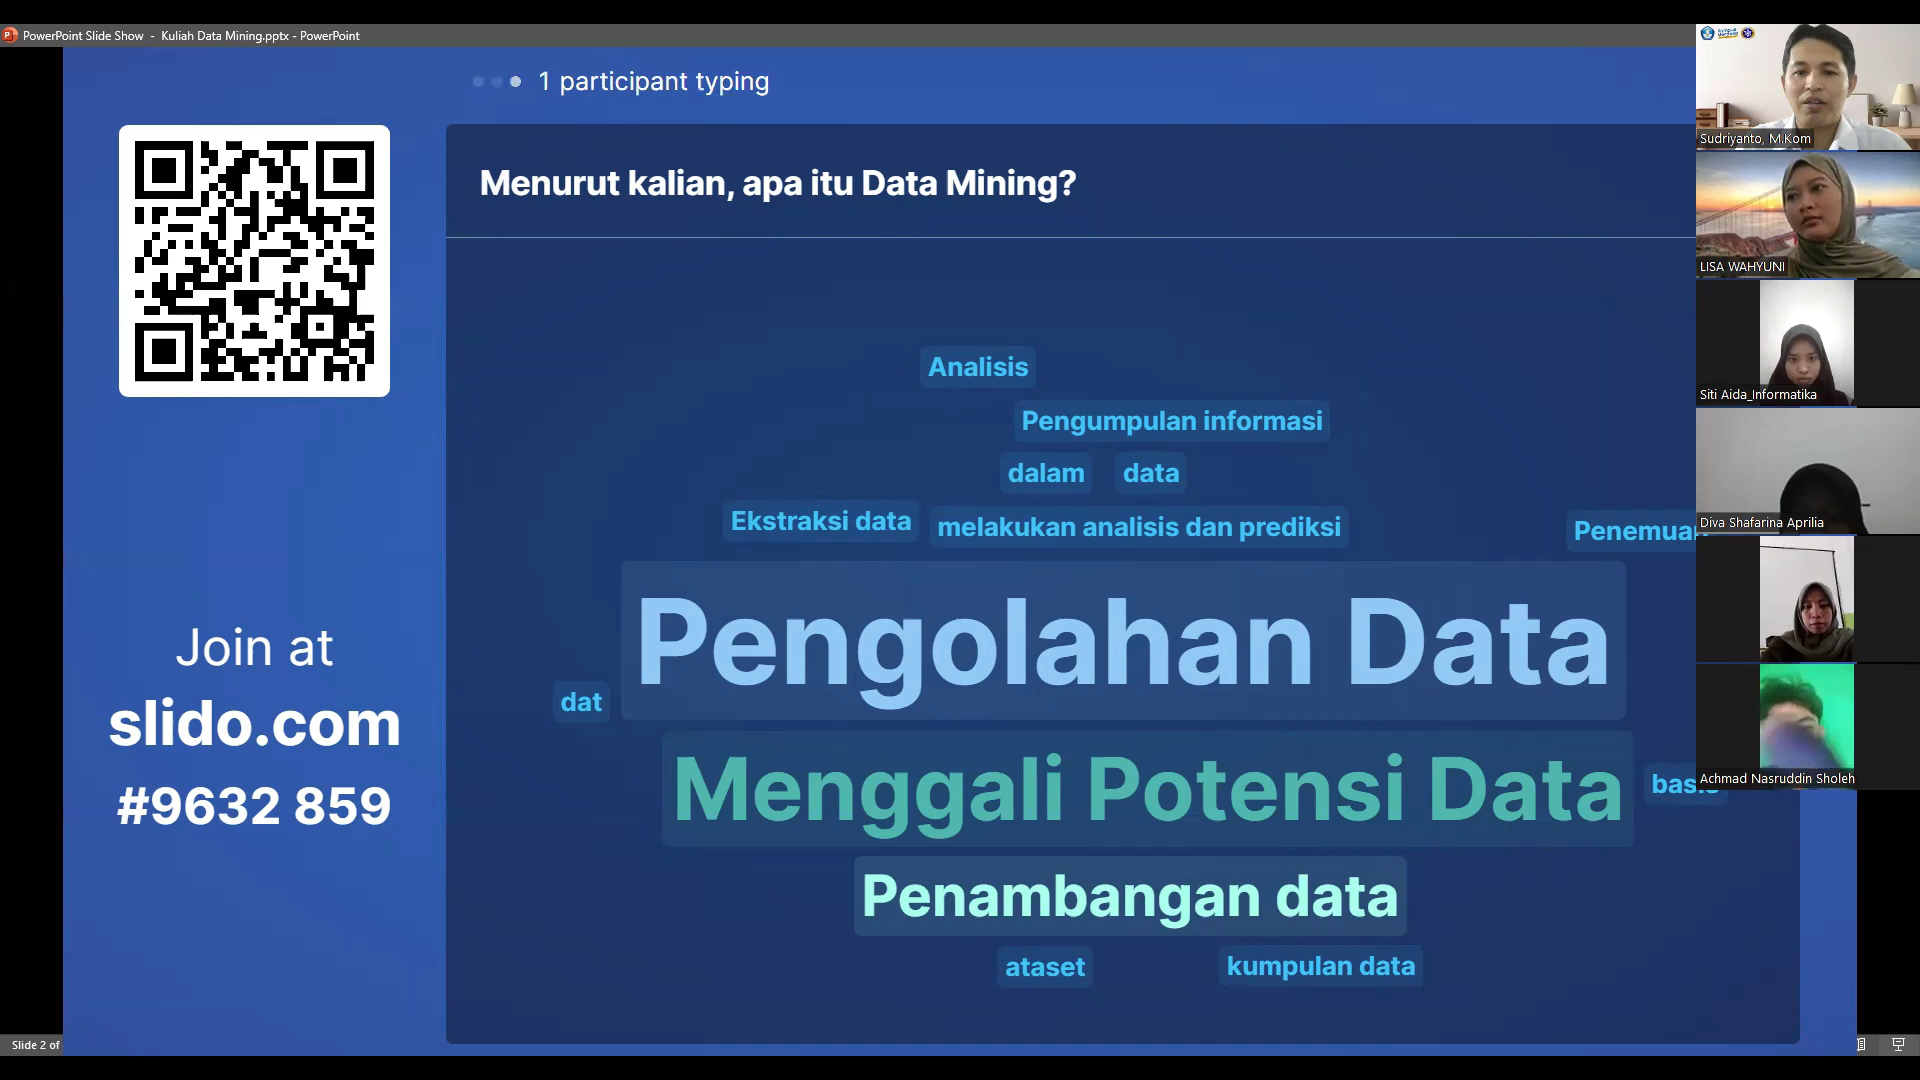 PowerPoint Slide Show - Kuliah Data Mining.pptx - PowerPoint
1 participant typing
Menurut kalian, apa itu Data Mining?
Join at
slido.com
#9632 859
Analisis
Pengumpulan informasi
dalam data
Ekstraksi data melakukan analisis dan prediksi
Penemuan
Pengolahan Data
dat
Menggali Potensi Data
basis
Penambangan data
ataset kumpulan data
Slide 2 of
Sudriyanto, M.Kom
LISA WAHYUNI
Siti Aida_Informatika
Diva Shafarina Aprilia
Achmad Nasruddin Sholeh